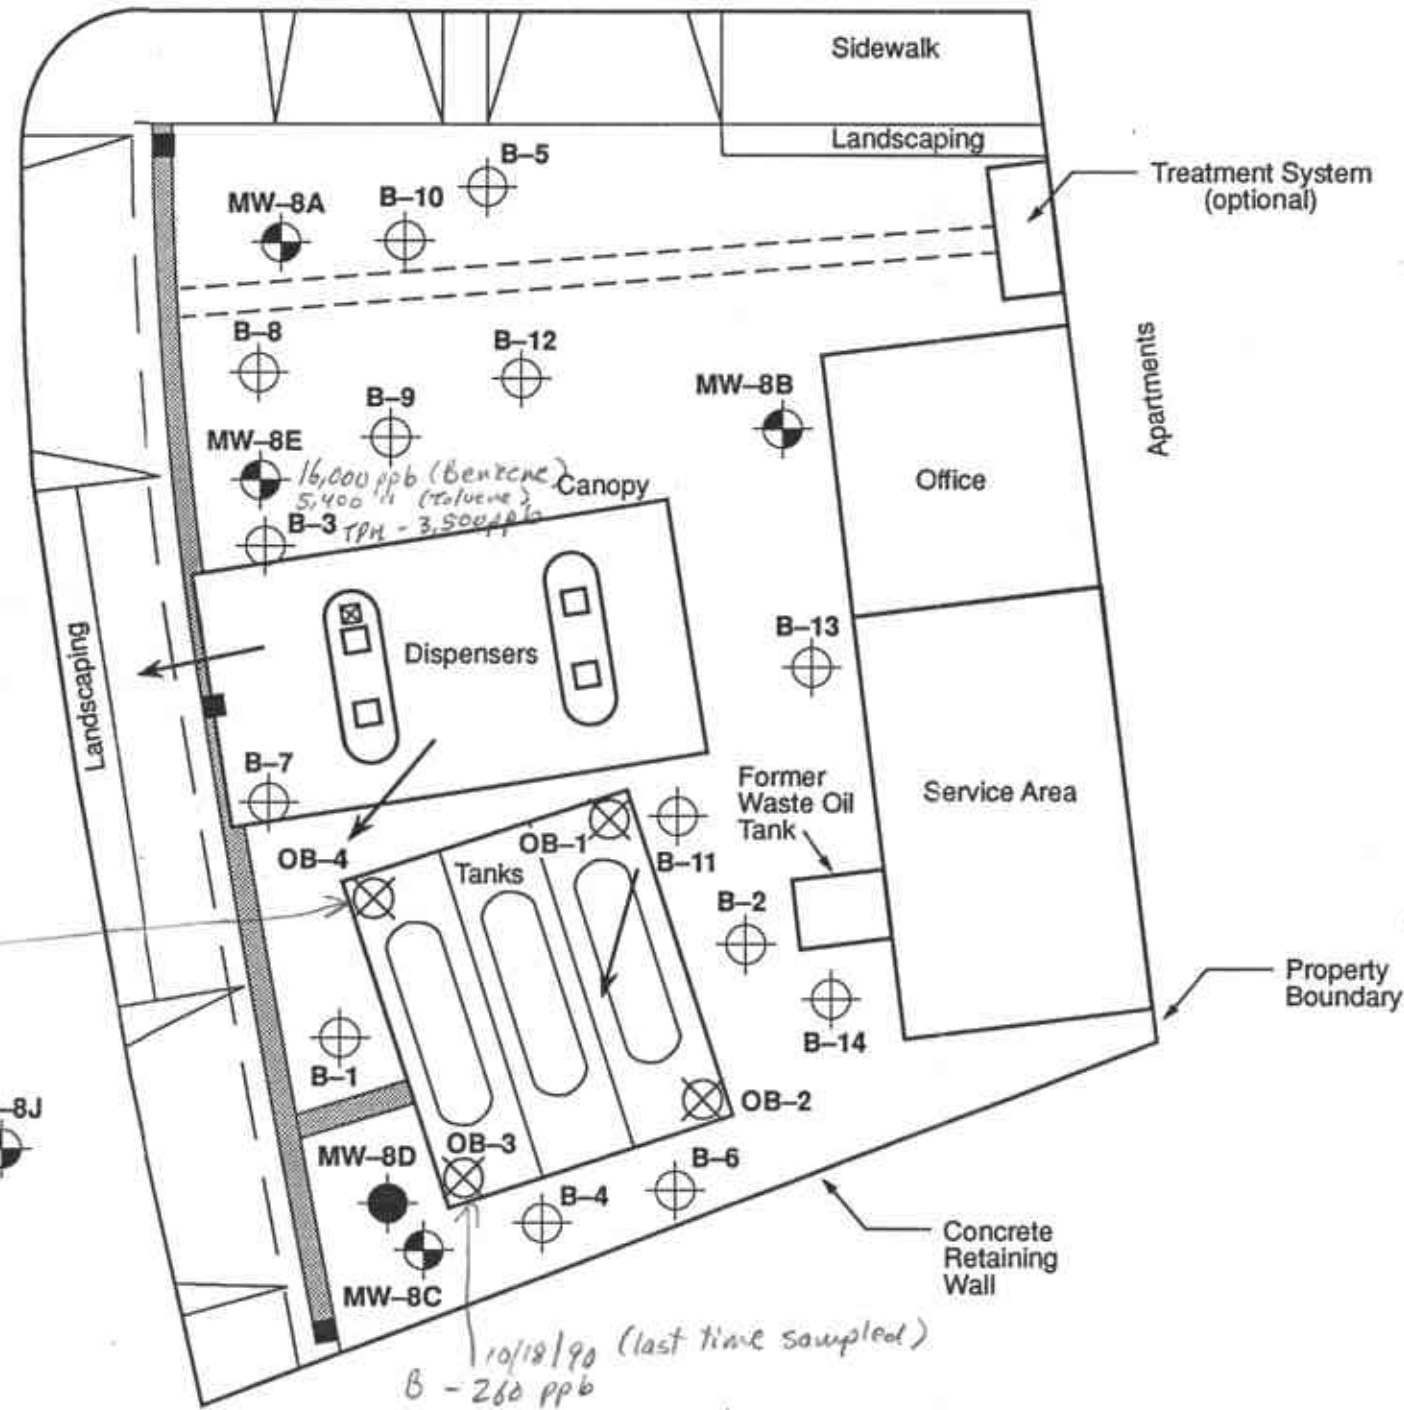 Sidewalk
Landscaping
B–5
Treatment System
(optional)
MW–8A
B–10
B–8
B–12
Apartments
MW–8B
B–9
MW–8E
16,000 ppb (Benzene)
Canopy
5,400 " (Toluene)
B–3
TPH - 3,500 ppb
Office
B–13
Landscaping
Dispensers
B–7
Former
Waste Oil
Tank
Service Area
OB–1
OB–4
Tanks
B–11
B–2
Property
Boundary
B–14
B–1
OB–2
–8J
OB–3
MW–8D
B–6
B–4
Concrete
Retaining
Wall
MW–8C
10/18/90 (last time sampled)
B - 260 ppb